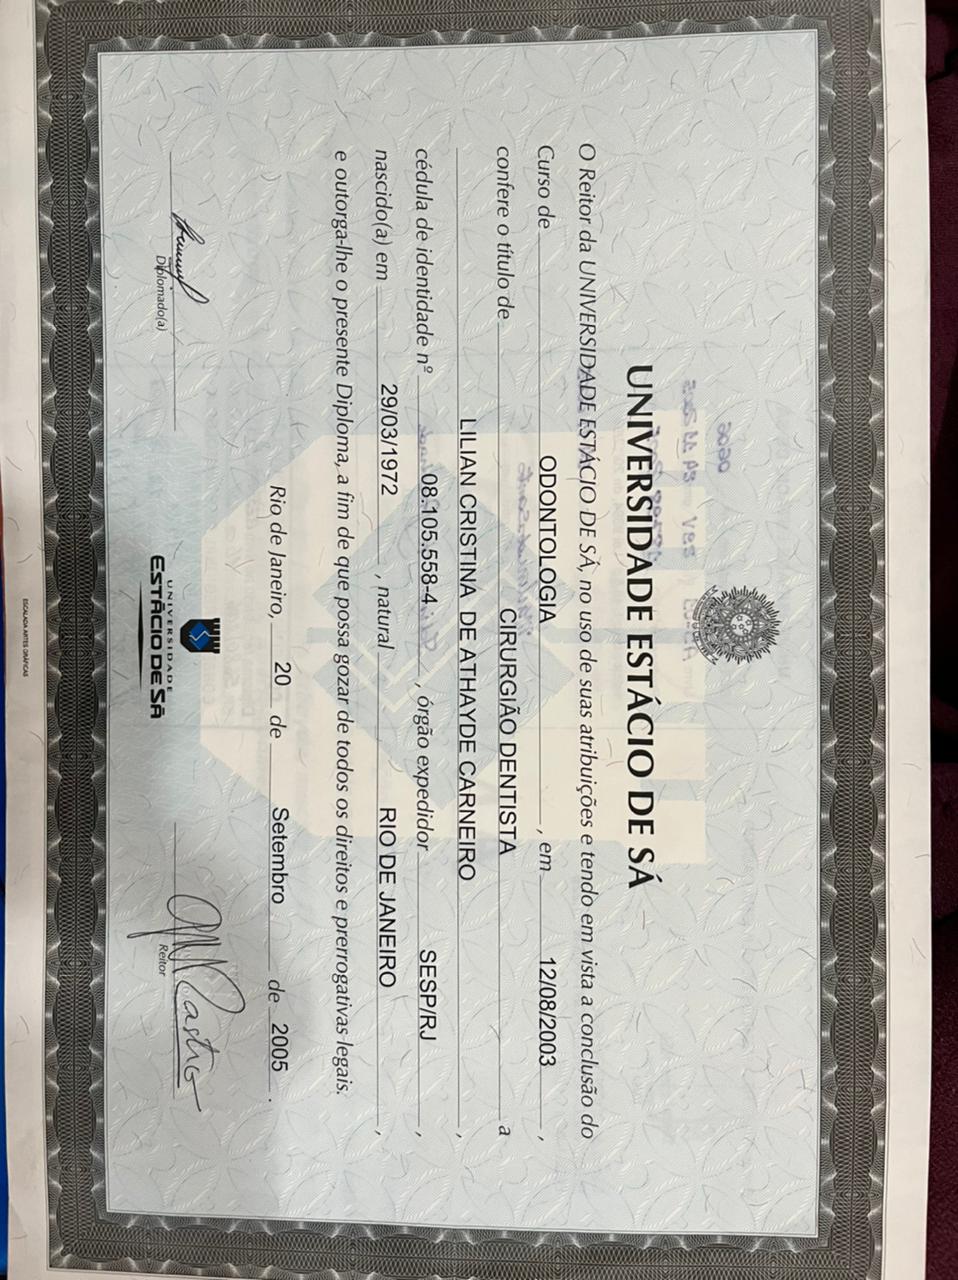 UNIVERSIDADE ESTÁCIO DE SÁ
O Reitor da UNIVERSIDADE ESTÁCIO DE SÁ, no uso de suas atribuições e tendo em vista a conclusão do
Curso de ODONTOLOGIA, em 12/08/2003,
confere o título de CIRURGIÃO DENTISTA a
LILIAN CRISTINA DE ATHAYDE CARNEIRO,
cédula de identidade nº 08.105.558-4, órgão expedidor SESP/RJ,
nascido(a) em 29/03/1972, natural RIO DE JANEIRO,
e outorga-lhe o presente Diploma, a fim de que possa gozar de todos os direitos e prerrogativas legais.
Rio de Janeiro, 20 de Setembro de 2005.
Diplomado(a)
UNIVERSIDADE
ESTÁCIO DE SÁ
Reitor
ESCALADA ARTES GRÁFICAS